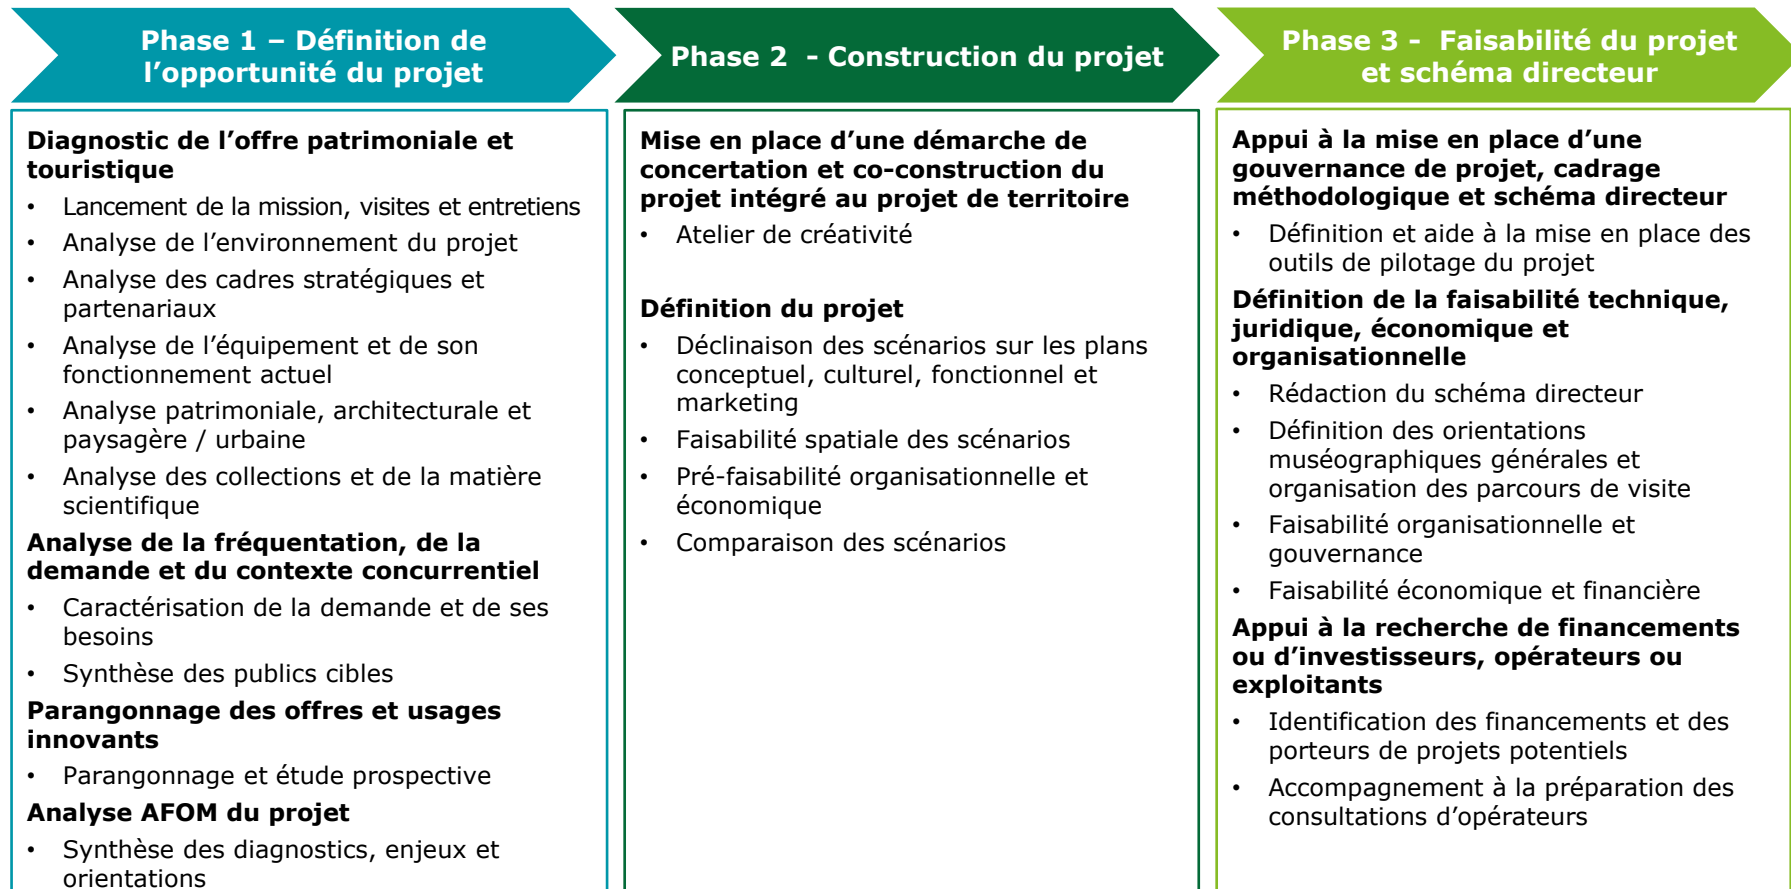 Phase 1 – Définition de
l’opportunité du projet
Diagnostic de l’offre patrimoniale et
touristique
• Lancement de la mission, visites et entretiens
• Analyse de l’environnement du projet
• Analyse des cadres stratégiques et
partenariaux
• Analyse de l’équipement et de son
fonctionnement actuel
• Analyse patrimoniale, architecturale et
paysagère / urbaine
• Analyse des collections et de la matière
scientifique
Analyse de la fréquentation, de la
demande et du contexte concurrentiel
• Caractérisation de la demande et de ses
besoins
• Synthèse des publics cibles
Parangonnage des offres et usages
innovants
• Parangonnage et étude prospective
Analyse AFOM du projet
• Synthèse des diagnostics, enjeux et
orientations
Phase 2 - Construction du projet
Mise en place d’une démarche de
concertation et co-construction du
projet intégré au projet de territoire
• Atelier de créativité
Définition du projet
• Déclinaison des scénarios sur les plans
conceptuel, culturel, fonctionnel et
marketing
• Faisabilité spatiale des scénarios
• Pré-faisabilité organisationnelle et
économique
• Comparaison des scénarios
Phase 3 - Faisabilité du projet
et schéma directeur
Appui à la mise en place d’une
gouvernance de projet, cadrage
méthodologique et schéma directeur
• Définition et aide à la mise en place des
outils de pilotage du projet
Définition de la faisabilité technique,
juridique, économique et
organisationnelle
• Rédaction du schéma directeur
• Définition des orientations
muséographiques générales et
organisation des parcours de visite
• Faisabilité organisationnelle et
gouvernance
• Faisabilité économique et financière
Appui à la recherche de financements
ou d’investisseurs, opérateurs ou
exploitants
• Identification des financements et des
porteurs de projets potentiels
• Accompagnement à la préparation des
consultations d’opérateurs